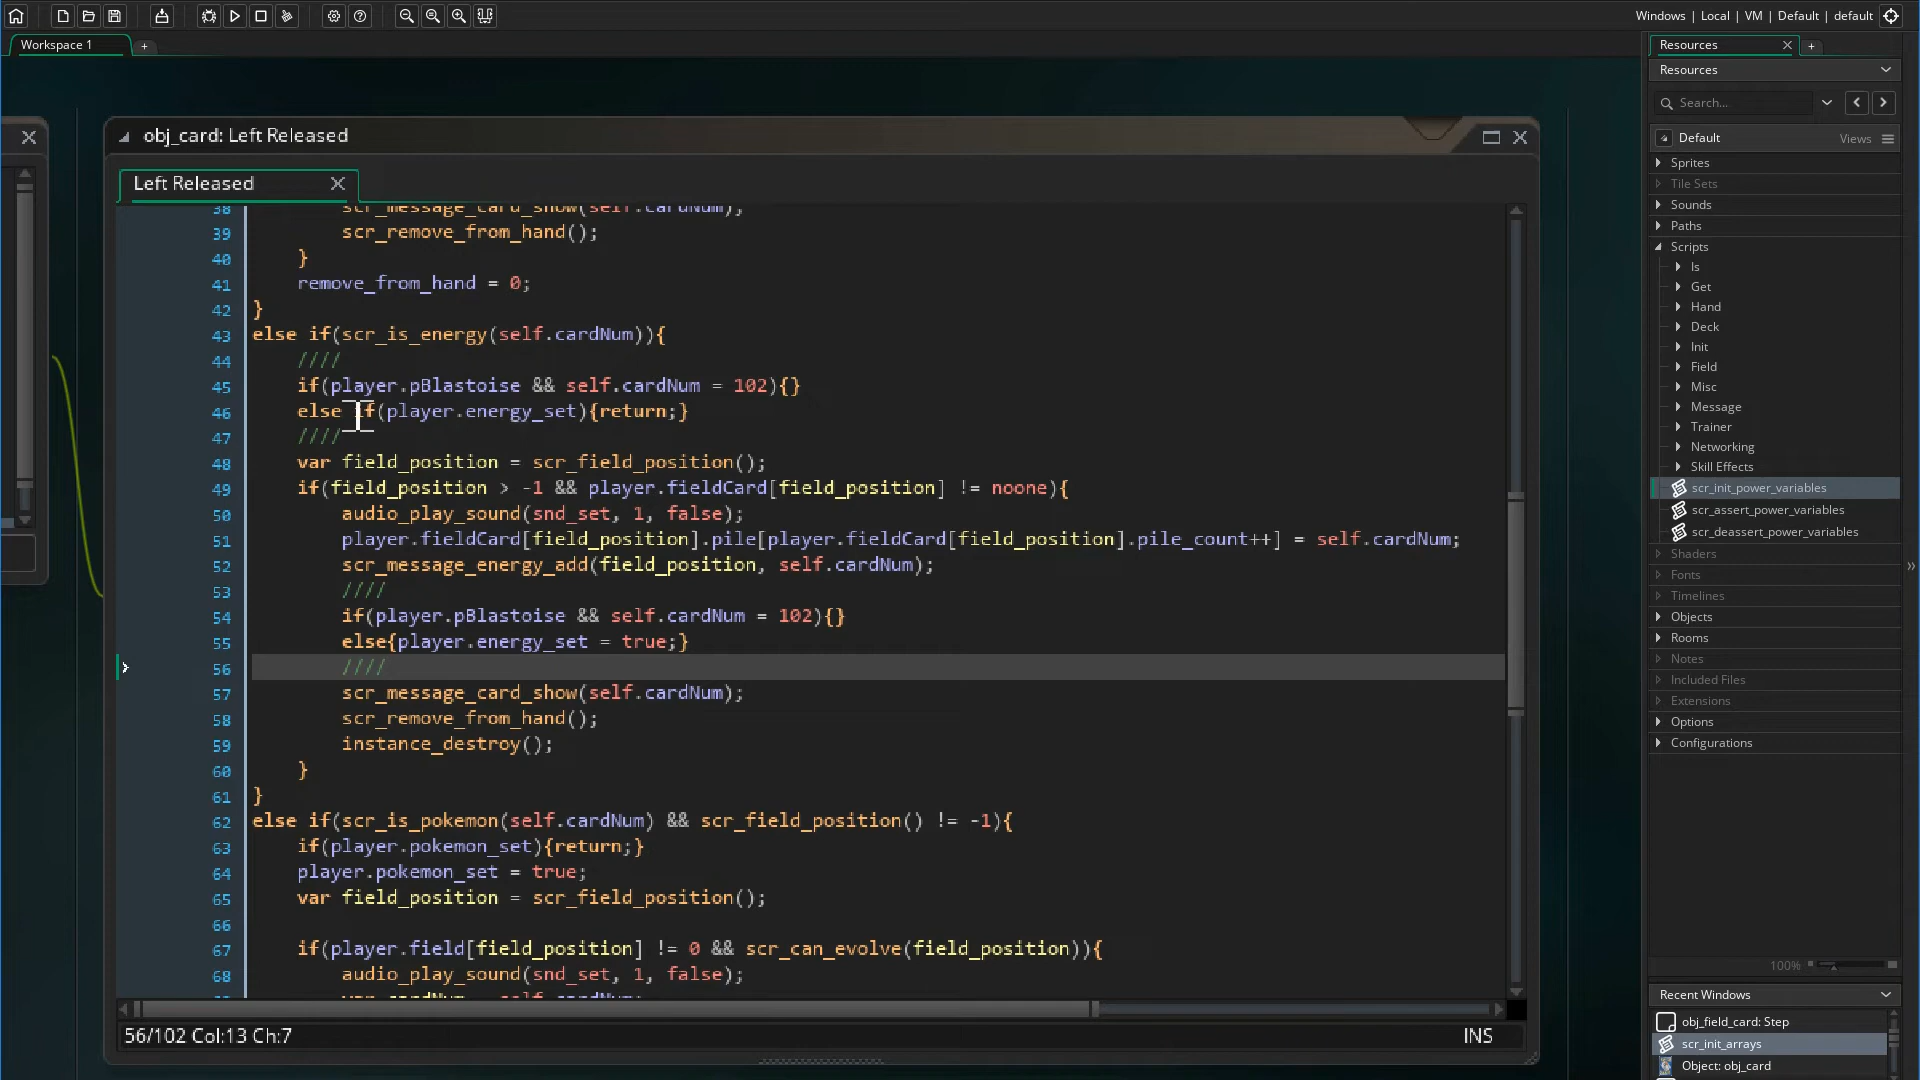 Windows | Local | VM | Default | default
Workspace 1
+
Resources
+
Resources
Search...
Default
Views
Sprites
Tile Sets
Sounds
Paths
Scripts
Is
Get
Hand
Deck
Init
Field
Misc
Message
Trainer
Networking
Skill Effects
scr_init_power_variables
scr_assert_power_variables
scr_deassert_power_variables
Shaders
Fonts
Timelines
Objects
Rooms
Notes
Included Files
Extensions
Options
Configurations
100%
Recent Windows
obj_field_card: Step
scr_init_arrays
Object: obj_card
obj_card: Left Released
Left Released
38 scr_message_card_show(self.cardNum);
39 scr_remove_from_hand();
40 }
41 remove_from_hand = 0;
42 }
43 else if(scr_is_energy(self.cardNum)){
44 ////
45 if(player.pBlastoise && self.cardNum = 102){}
46 else if(player.energy_set){return;}
47 ////
48 var field_position = scr_field_position();
49 if(field_position > -1 && player.fieldCard[field_position] != noone){
50 audio_play_sound(snd_set, 1, false);
51 player.fieldCard[field_position].pile[player.fieldCard[field_position].pile_count++] = self.cardNum;
52 scr_message_energy_add(field_position, self.cardNum);
53 ////
54 if(player.pBlastoise && self.cardNum = 102){}
55 else{player.energy_set = true;}
56 ////
57 scr_message_card_show(self.cardNum);
58 scr_remove_from_hand();
59 instance_destroy();
60 }
61 }
62 else if(scr_is_pokemon(self.cardNum) && scr_field_position() != -1){
63 if(player.pokemon_set){return;}
64 player.pokemon_set = true;
65 var field_position = scr_field_position();
66
67 if(player.field[field_position] != 0 && scr_can_evolve(field_position)){
68 audio_play_sound(snd_set, 1, false);
56/102 Col:13 Ch:7
INS